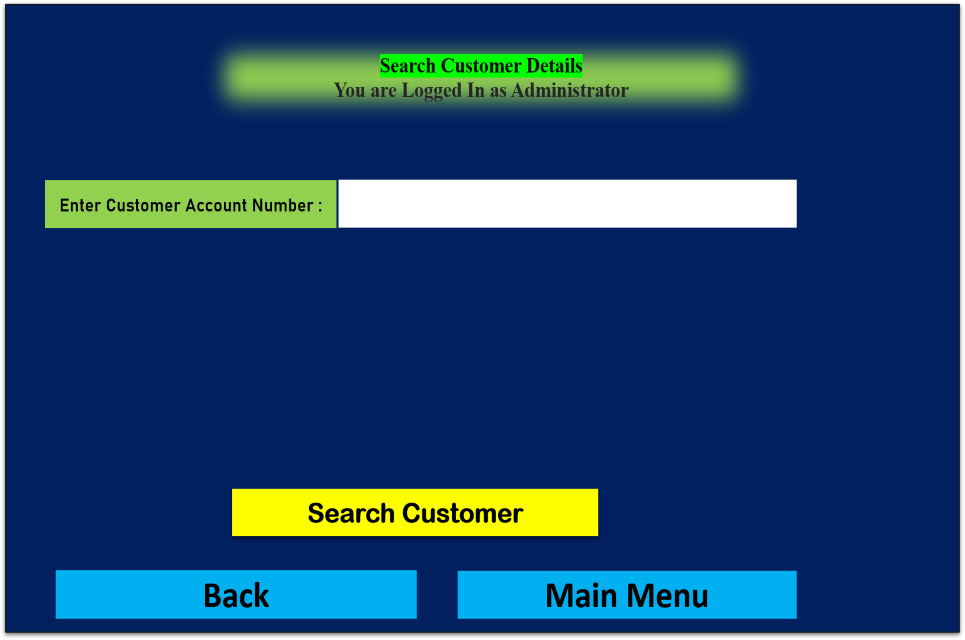 Search Customer Details
You are Logged In as Administrator
Enter Customer Account Number :
Search Customer
Back
Main Menu